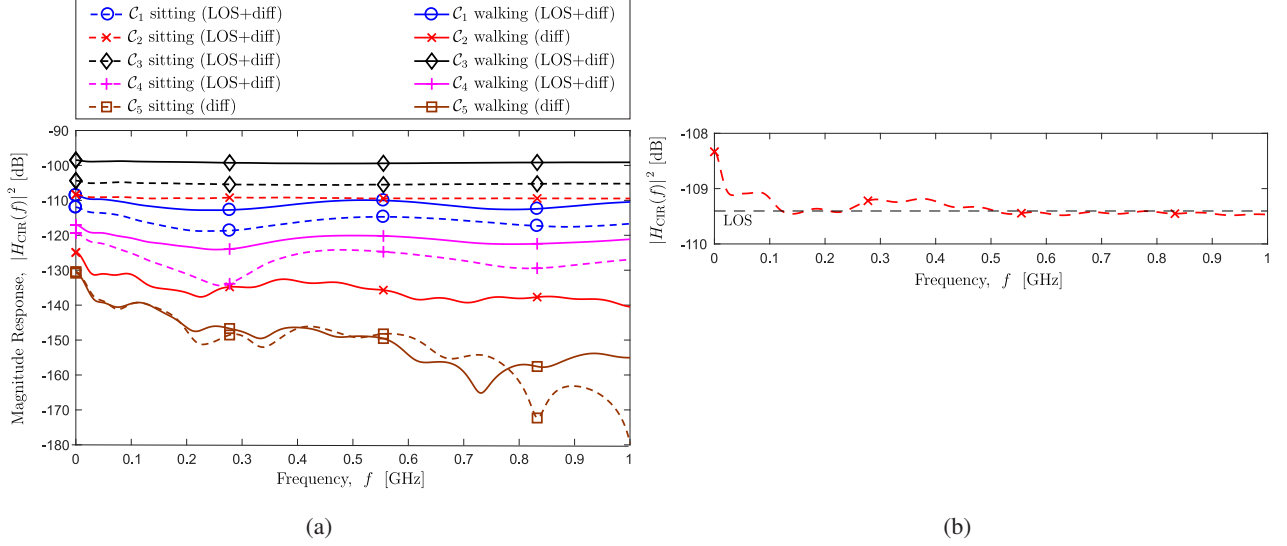 C₁ sitting (LOS+diff) C₁ walking (LOS+diff)
C₂ sitting (LOS+diff) C₂ walking (diff)
C₃ sitting (LOS+diff) C₃ walking (LOS+diff)
C₄ sitting (LOS+diff) C₄ walking (LOS+diff)
C₅ sitting (diff) C₅ walking (diff)
Magnitude Response, |H_CIR(f)|² [dB]
-90
-100
-110
-120
-130
-140
-150
-160
-170
-180
0 0.1 0.2 0.3 0.4 0.5 0.6 0.7 0.8 0.9 1
Frequency, f [GHz]
(a)
|H_CIR(f)|² [dB]
-108
-109
-110
LOS
0 0.1 0.2 0.3 0.4 0.5 0.6 0.7 0.8 0.9 1
Frequency, f [GHz]
(b)